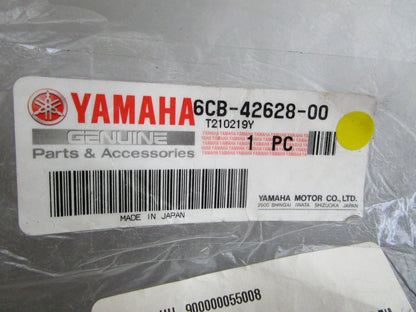 YAMAHA 6CB-42628-00
T210219Y
GENUINE
Parts & Accessories
1 PC
MADE IN JAPAN
YAMAHA MOTOR CO., LTD.
2500 SHINGAI IWATA SHIZUOKA JAPAN
900000055008